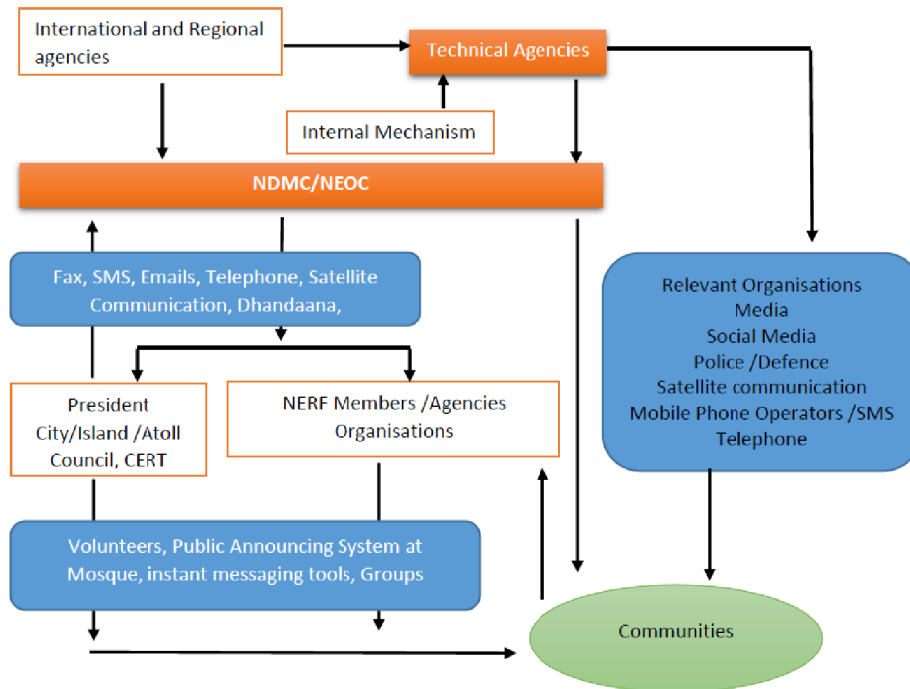 International and Regional
agencies
Technical Agencies
Internal Mechanism
NDMC/NEOC
Fax, SMS, Emails, Telephone, Satellite
Communication, Dhandaana,
Relevant Organisations
Media
Social Media
Police /Defence
Satellite communication
Mobile Phone Operators /SMS
Telephone
President
City/Island /Atoll
Council, CERT
NERF Members /Agencies
Organisations
Volunteers, Public Announcing System at
Mosque, instant messaging tools, Groups
Communities